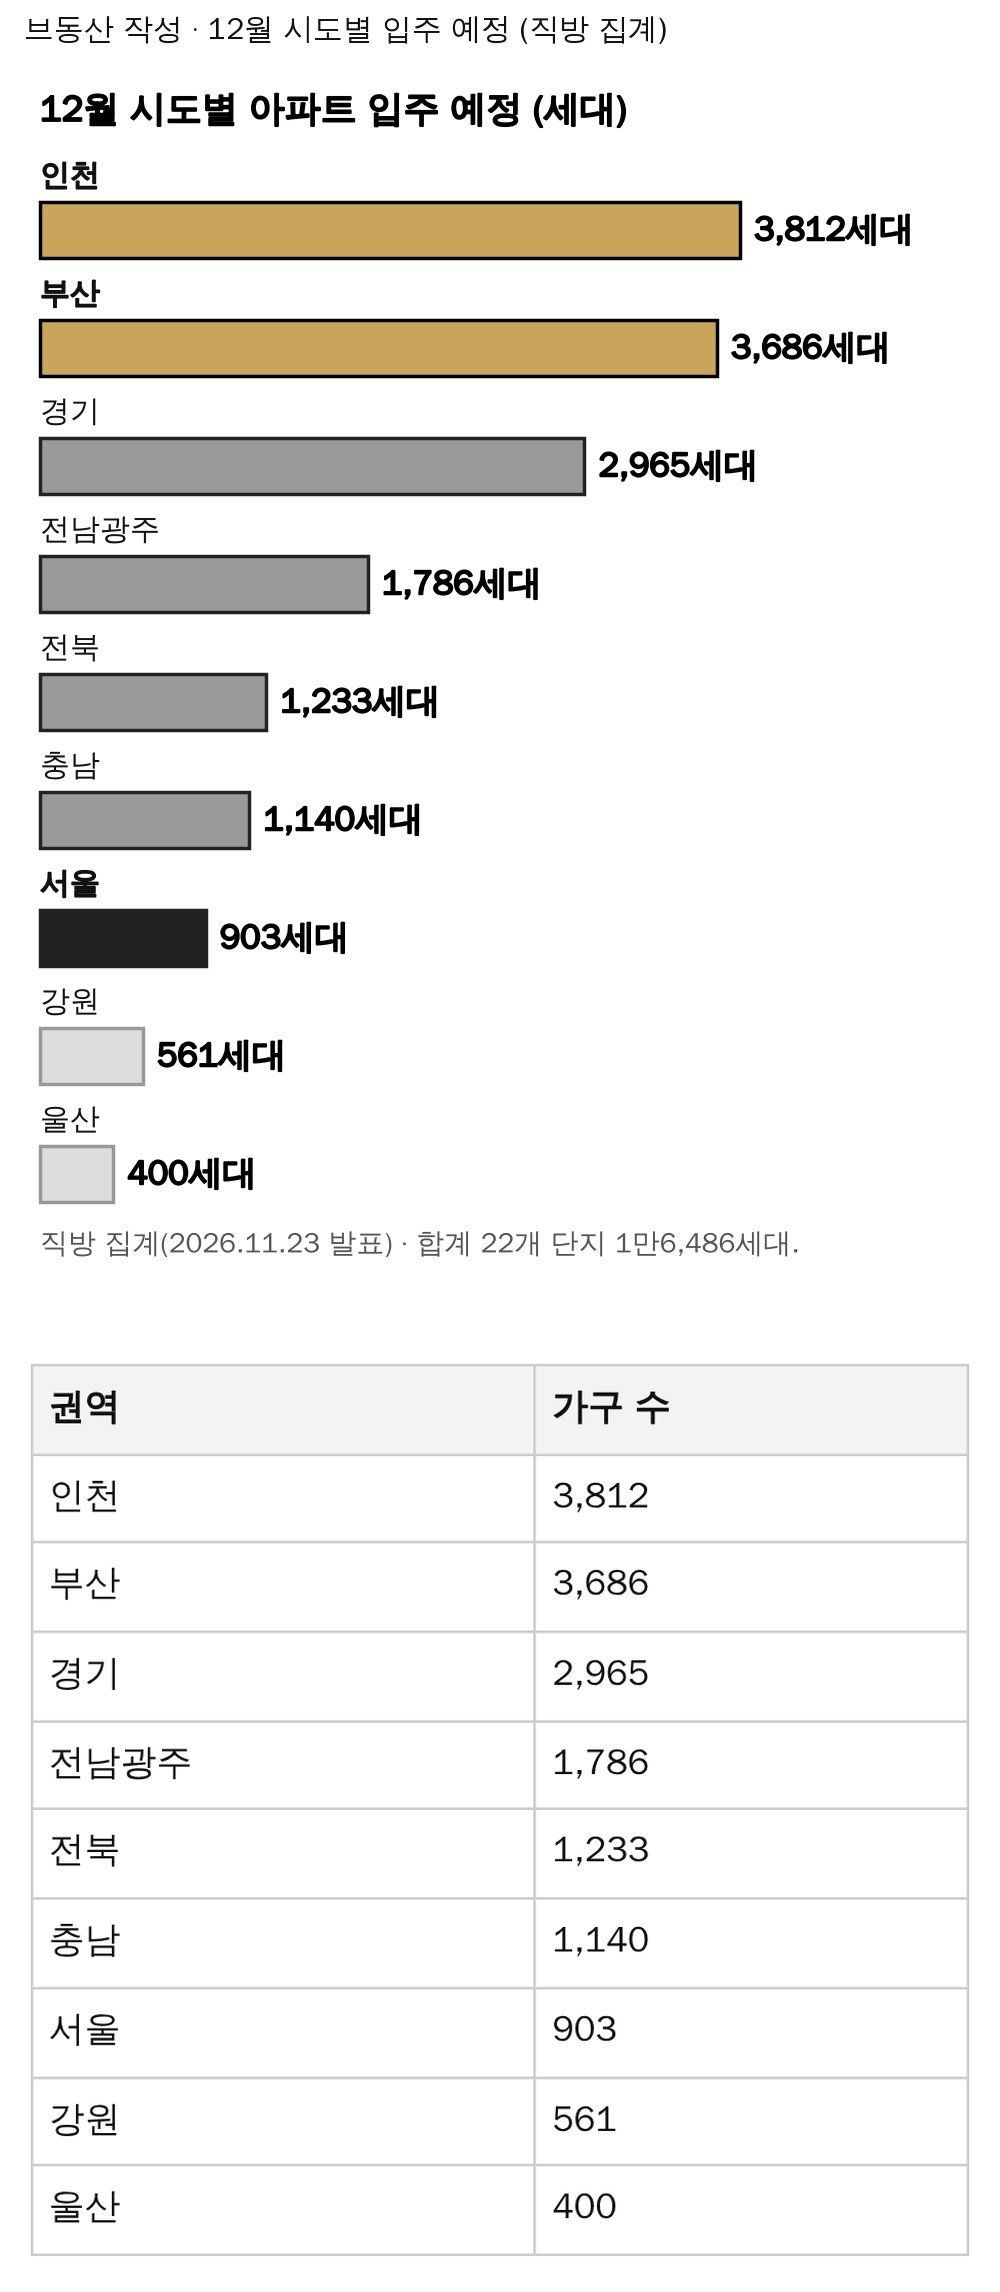 브동산 작성 · 12월 시도별 입주 예정 (직방 집계)
12월 시도별 아파트 입주 예정 (세대)
인천
3,812세대
부산
3,686세대
경기
2,965세대
전남광주
1,786세대
전북
1,233세대
충남
1,140세대
서울
903세대
강원
561세대
울산
400세대
직방 집계(2026.11.23 발표) · 합계 22개 단지 1만6,486세대.
권역 가구 수
인천 3,812
부산 3,686
경기 2,965
전남광주 1,786
전북 1,233
충남 1,140
서울 903
강원 561
울산 400